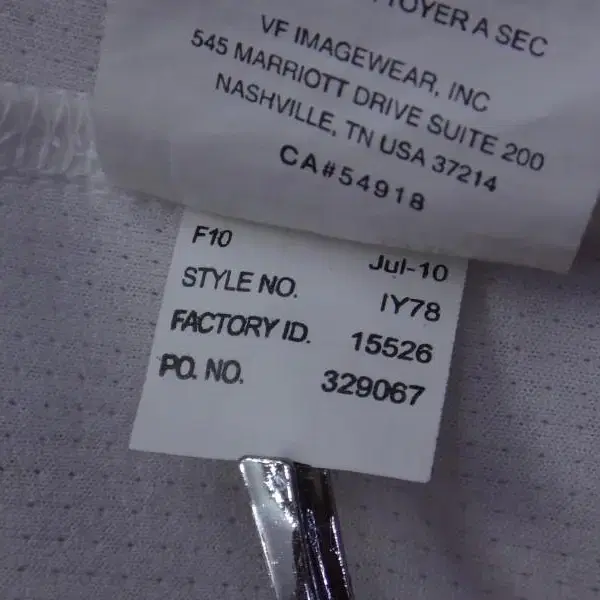 TOYER A SEC
VF IMAGEWEAR, INC
545 MARRIOTT DRIVE SUITE 200
NASHVILLE, TN USA 37214
CA#54918
F10 Jul-10
STYLE NO. IY78
FACTORY ID. 15526
PO. NO. 329067